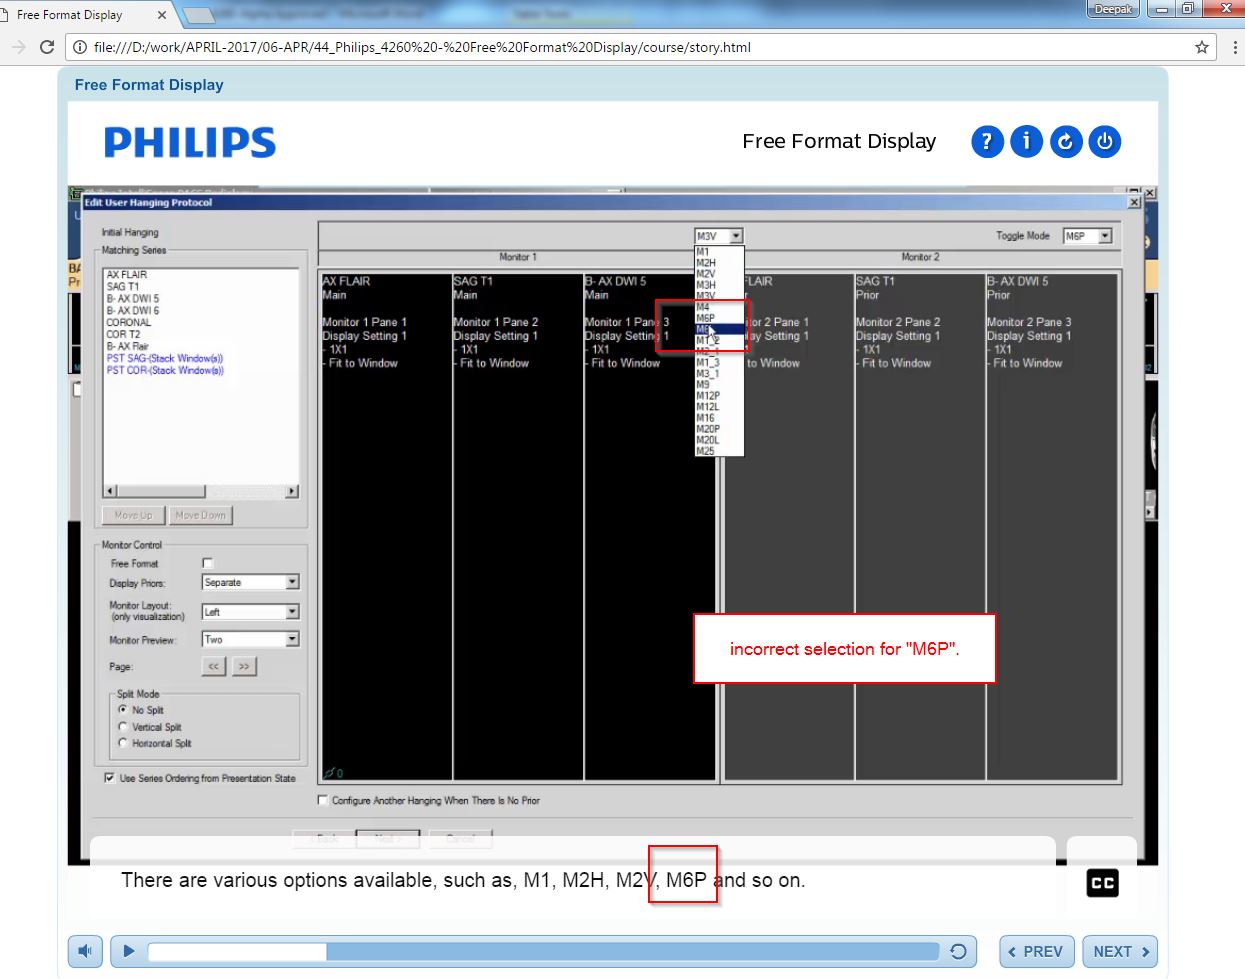 Free Format Display
Deepak
file:///D:/work/APRIL-2017/06-APR/44_Philips_4260%20-%20Free%20Format%20Display/course/story.html
Free Format Display
PHILIPS
Free Format Display
?
i
Edit User Hanging Protocol
Initial Hanging
Matching Series
AX FLAIR
SAG T1
B- AX DWI 5
B- AX DWI 6
CORONAL
COR T2
B- AX Flair
PST SAG-(Stack Window(s))
PST COR-(Stack Window(s))
Move Up
Move Down
Monitor Control
Free Format
Display Priors:
Separate
Monitor Layout:
(only visualization)
Left
Monitor Preview:
Two
Page:
<<
>>
Split Mode
No Split
Vertical Split
Horizontal Split
Use Series Ordering from Presentation State
M3V
Toggle Mode
M6P
Monitor 1
Monitor 2
AX FLAIR
Main
Monitor 1 Pane 1
Display Setting 1
- 1X1
- Fit to Window
SAG T1
Main
Monitor 1 Pane 2
Display Setting 1
- 1X1
- Fit to Window
B- AX DWI 5
Main
Monitor 1 Pane 3
Display Setting 1
- 1X1
- Fit to Window
M1
M2H
M2V
M3H
M3V
M4
M6P
M1_2
M2_1
M1_3
M3_1
M9
M12P
M12L
M16
M20P
M20L
M25
FLAIR
itor 2 Pane 1
lay Setting 1
Fit to Window
SAG T1
Prior
Monitor 2 Pane 2
Display Setting 1
- 1X1
- Fit to Window
B- AX DWI 5
Prior
Monitor 2 Pane 3
Display Setting 1
- 1X1
- Fit to Window
incorrect selection for "M6P".
0
Configure Another Hanging When There Is No Prior
< Back
Next >
Cancel
There are various options available, such as, M1, M2H, M2V, M6P and so on.
CC
PREV
NEXT